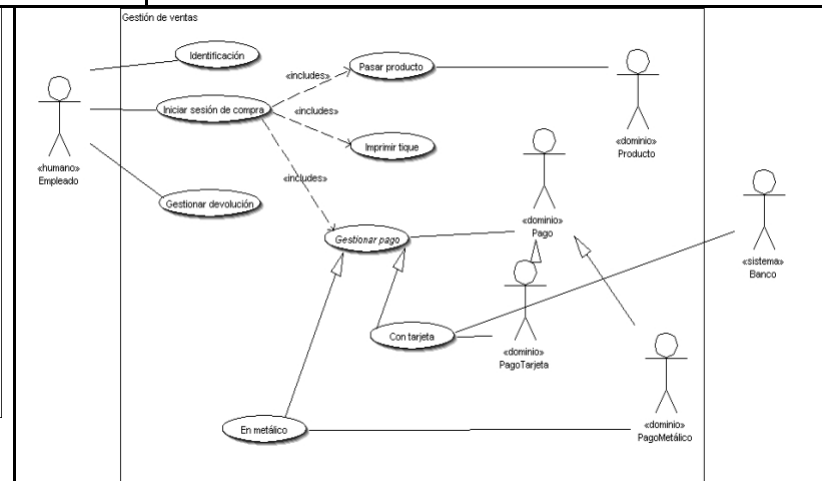 Gestión de ventas
Identificación
«includes»
Pasar producto
Iniciar sesión de compra
«includes»
«dominio»
Producto
Imprimir tique
«humano»
Empleado
«includes»
Gestionar devolución
«dominio»
Pago
Gestionar pago
«sistema»
Banco
Con tarjeta
«dominio»
PagoTarjeta
En metálico
«dominio»
PagoMetálico